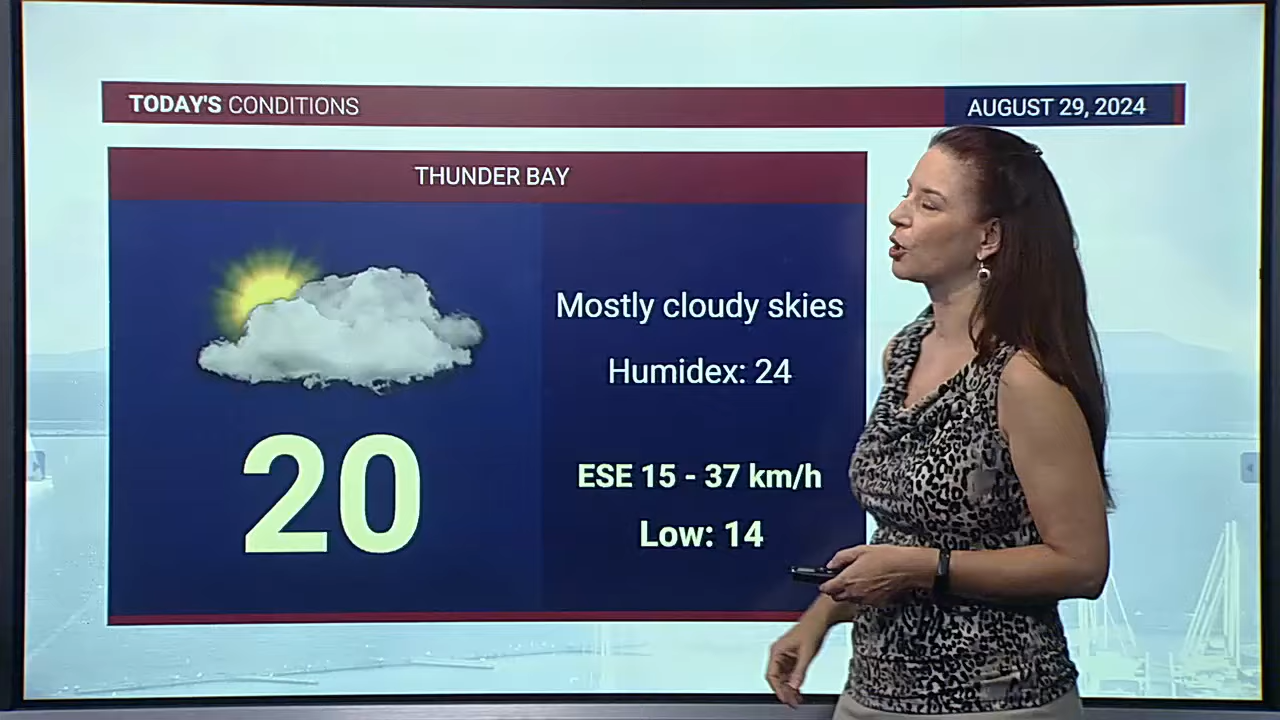 TODAY'S CONDITIONS
AUGUST 29, 2024
THUNDER BAY
Mostly cloudy skies
Humidex: 24
20
ESE 15 - 37 km/h
Low: 14